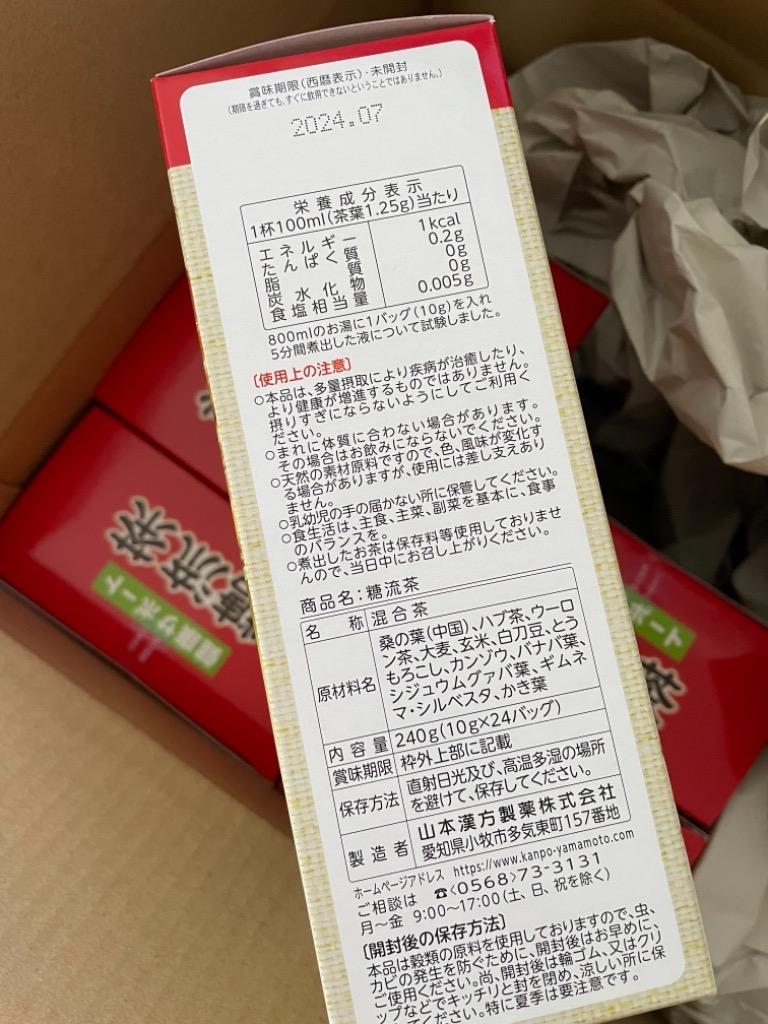 賞味期限(西暦表示)・未開封
(期限を過ぎても、すぐに飲用できないということではありません。)
2024.07
栄養成分表示
1杯100ml(茶葉1.25g)当たり
エネルギー 1kcal
たんぱく質 0.2g
脂質 0g
炭水化物 0g
食塩相当量 0.005g
800mlのお湯に1バッグ(10g)を入れ
5分間煮出した液について試験しました。
〔使用上の注意〕
○本品は、多量摂取により疾病が治癒したり、
より健康が増進するものではありません。
摂りすぎにならないようにしてご利用く
ださい。
○まれに体質に合わない場合があります。
その場合はお飲みにならないでください。
○天然の素材原料ですので、色、風味が変化す
る場合がありますが、使用には差し支えあり
ません。
○乳幼児の手の届かない所に保管してください。
○食生活は、主食、主菜、副菜を基本に、食事
のバランスを。
○煮出したお茶は保存料等使用しておりませ
んので、当日中にお召し上がりください。
商品名:糖流茶
名称 混合茶
原材料名 桑の葉(中国)、ハブ茶、ウーロ
ン茶、大麦、玄米、白刀豆、とう
もろこし、カンゾウ、バナバ葉、
シジュウムグァバ葉、ギムネ
マ・シルベスタ、かき葉
内容量 240g(10g×24バッグ)
賞味期限 枠外上部に記載
保存方法 直射日光及び、高温多湿の場所
を避けて、保存してください。
製造者 山本漢方製薬株式会社
愛知県小牧市多気東町157番地
ホームページアドレス https://www.kanpo-yamamoto.com
ご相談は ☎〈0568〉73-3131
月〜金 9:00〜17:00(土、日、祝を除く)
〔開封後の保存方法〕
本品は穀類の原料を使用しておりますので、虫、
カビの発生を防ぐために、開封後はお早めに、
ご使用ください。尚、開封後は輪ゴム、又はクリ
ップなどでキッチリと封を閉め、涼しい所に保
してください。特に夏季は要注意です。
糖流茶
健康サポート
ポート